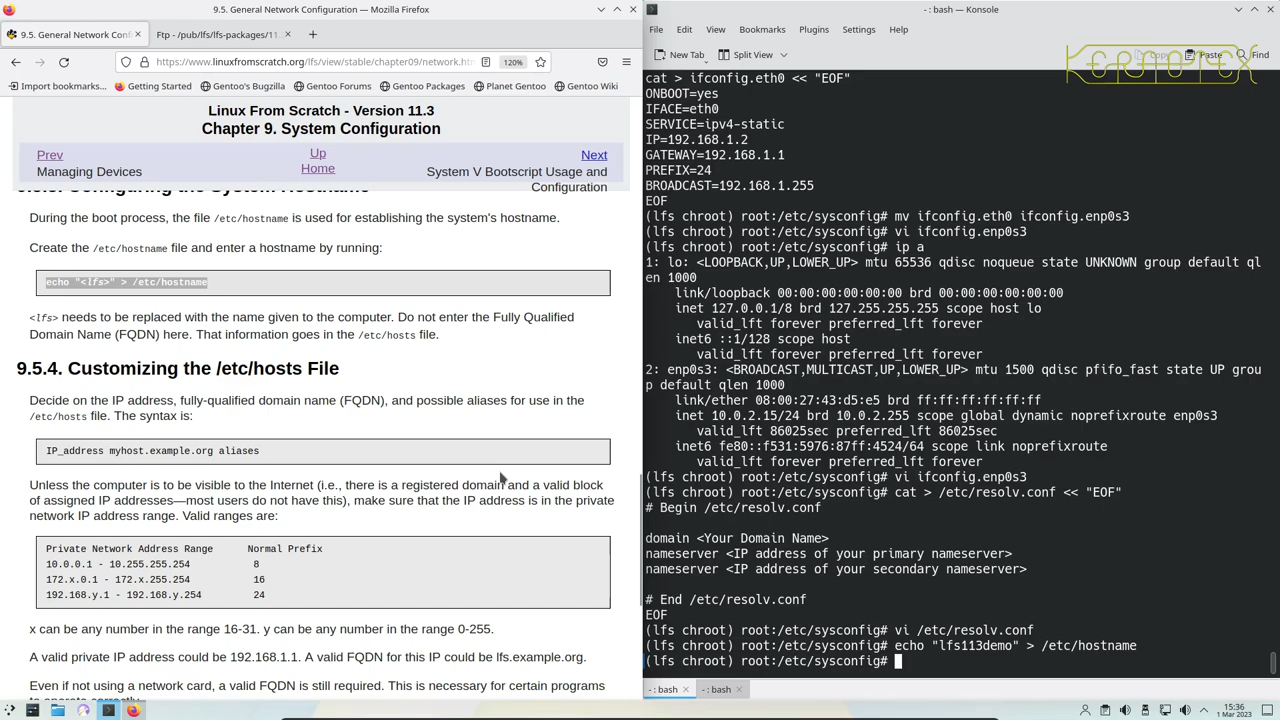 9.5. General Network Configuration — Mozilla Firefox
9.5. General Network Conf
Ftp - /pub/lfs/lfs-packages/11.
https://www.linuxfromscratch.org/lfs/view/stable/chapter09/network.htm
120%
Import bookmarks...
Getting Started
Gentoo's Bugzilla
Gentoo Forums
Gentoo Packages
Planet Gentoo
Gentoo Wiki
Linux From Scratch - Version 11.3
Chapter 9. System Configuration
Prev
Up
Next
Managing Devices
Home
System V Bootscript Usage and
Configuration
9.5.3. Configuring the System Hostname
During the boot process, the file /etc/hostname is used for establishing the system's hostname.
Create the /etc/hostname file and enter a hostname by running:
echo "<lfs>" > /etc/hostname
<lfs> needs to be replaced with the name given to the computer. Do not enter the Fully Qualified
Domain Name (FQDN) here. That information goes in the /etc/hosts file.
9.5.4. Customizing the /etc/hosts File
Decide on the IP address, fully-qualified domain name (FQDN), and possible aliases for use in the
/etc/hosts file. The syntax is:
IP_address myhost.example.org aliases
Unless the computer is to be visible to the Internet (i.e., there is a registered domain and a valid block
of assigned IP addresses—most users do not have this), make sure that the IP address is in the private
network IP address range. Valid ranges are:
Private Network Address Range Normal Prefix
10.0.0.1 - 10.255.255.254 8
172.x.0.1 - 172.x.255.254 16
192.168.y.1 - 192.168.y.254 24
x can be any number in the range 16-31. y can be any number in the range 0-255.
A valid private IP address could be 192.168.1.1. A valid FQDN for this IP could be lfs.example.org.
Even if not using a network card, a valid FQDN is still required. This is necessary for certain programs
to operate correctly.
- : bash — Konsole
File Edit View Bookmarks Plugins Settings Help
New Tab
Split View
Copy
Paste
Find
KERNOTEX
cat > ifconfig.eth0 << "EOF"
ONBOOT=yes
IFACE=eth0
SERVICE=ipv4-static
IP=192.168.1.2
GATEWAY=192.168.1.1
PREFIX=24
BROADCAST=192.168.1.255
EOF
(lfs chroot) root:/etc/sysconfig# mv ifconfig.eth0 ifconfig.enp0s3
(lfs chroot) root:/etc/sysconfig# vi ifconfig.enp0s3
(lfs chroot) root:/etc/sysconfig# ip a
1: lo: <LOOPBACK,UP,LOWER_UP> mtu 65536 qdisc noqueue state UNKNOWN group default ql
en 1000
link/loopback 00:00:00:00:00:00 brd 00:00:00:00:00:00
inet 127.0.0.1/8 brd 127.255.255.255 scope host lo
valid_lft forever preferred_lft forever
inet6 ::1/128 scope host
valid_lft forever preferred_lft forever
2: enp0s3: <BROADCAST,MULTICAST,UP,LOWER_UP> mtu 1500 qdisc pfifo_fast state UP grou
p default qlen 1000
link/ether 08:00:27:43:d5:e5 brd ff:ff:ff:ff:ff:ff
inet 10.0.2.15/24 brd 10.0.2.255 scope global dynamic noprefixroute enp0s3
valid_lft 86025sec preferred_lft 86025sec
inet6 fe80::f531:5976:87ff:4524/64 scope link noprefixroute
valid_lft forever preferred_lft forever
(lfs chroot) root:/etc/sysconfig# vi ifconfig.enp0s3
(lfs chroot) root:/etc/sysconfig# cat > /etc/resolv.conf << "EOF"
# Begin /etc/resolv.conf
domain <Your Domain Name>
nameserver <IP address of your primary nameserver>
nameserver <IP address of your secondary nameserver>
# End /etc/resolv.conf
EOF
(lfs chroot) root:/etc/sysconfig# vi /etc/resolv.conf
(lfs chroot) root:/etc/sysconfig# echo "lfs113demo" > /etc/hostname
(lfs chroot) root:/etc/sysconfig#
- : bash
- : bash
15:36
1 Mar 2023